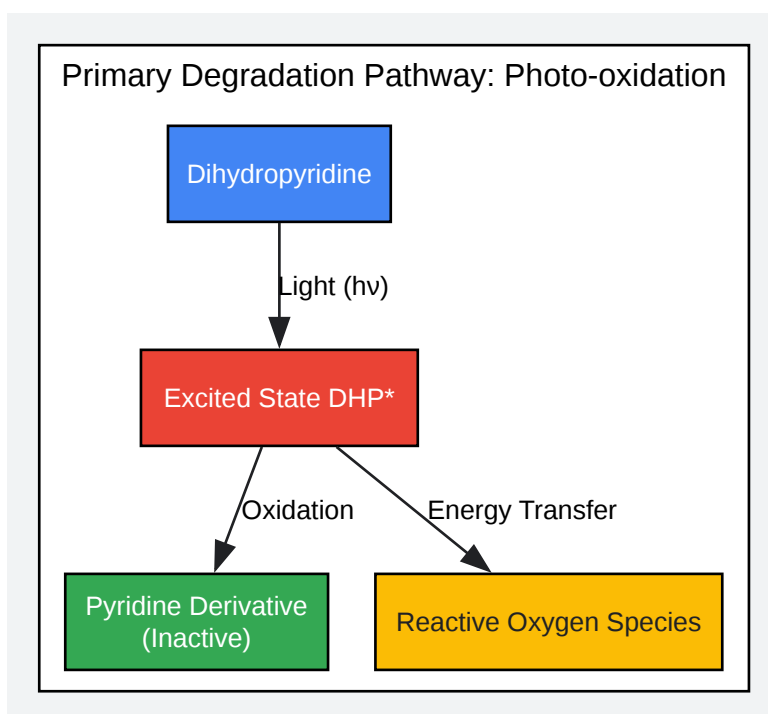 Primary Degradation Pathway: Photo-oxidation
Dihydropyridine
Light (hν)
Excited State DHP*
Oxidation
Energy Transfer
Pyridine Derivative
(Inactive)
Reactive Oxygen Species